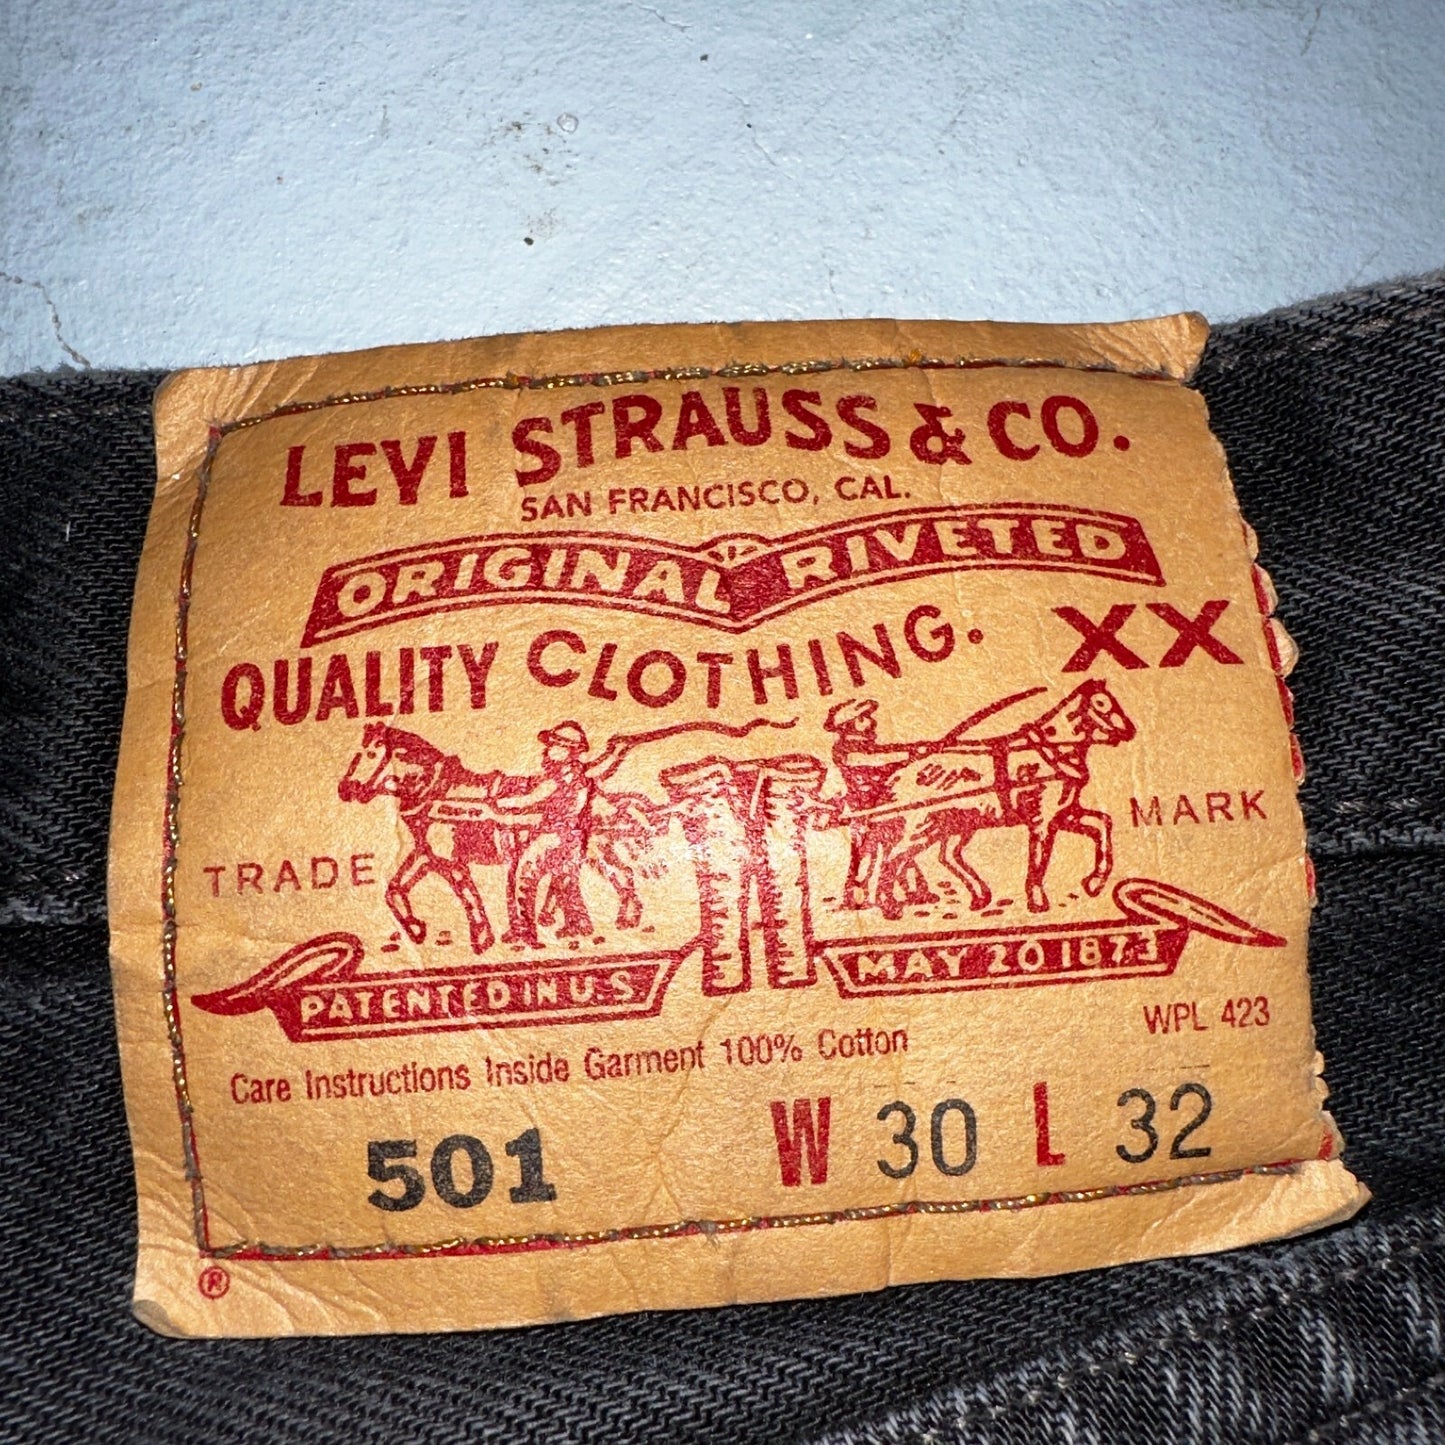 LEVI STRAUSS & CO.
SAN FRANCISCO, CAL.
ORIGINAL RIVETED
QUALITY CLOTHING. XX
TRADE MARK
PATENTED IN U.S MAY 20 1873
WPL 423
Care Instructions Inside Garment 100% Cotton
501 W 30 L 32
®